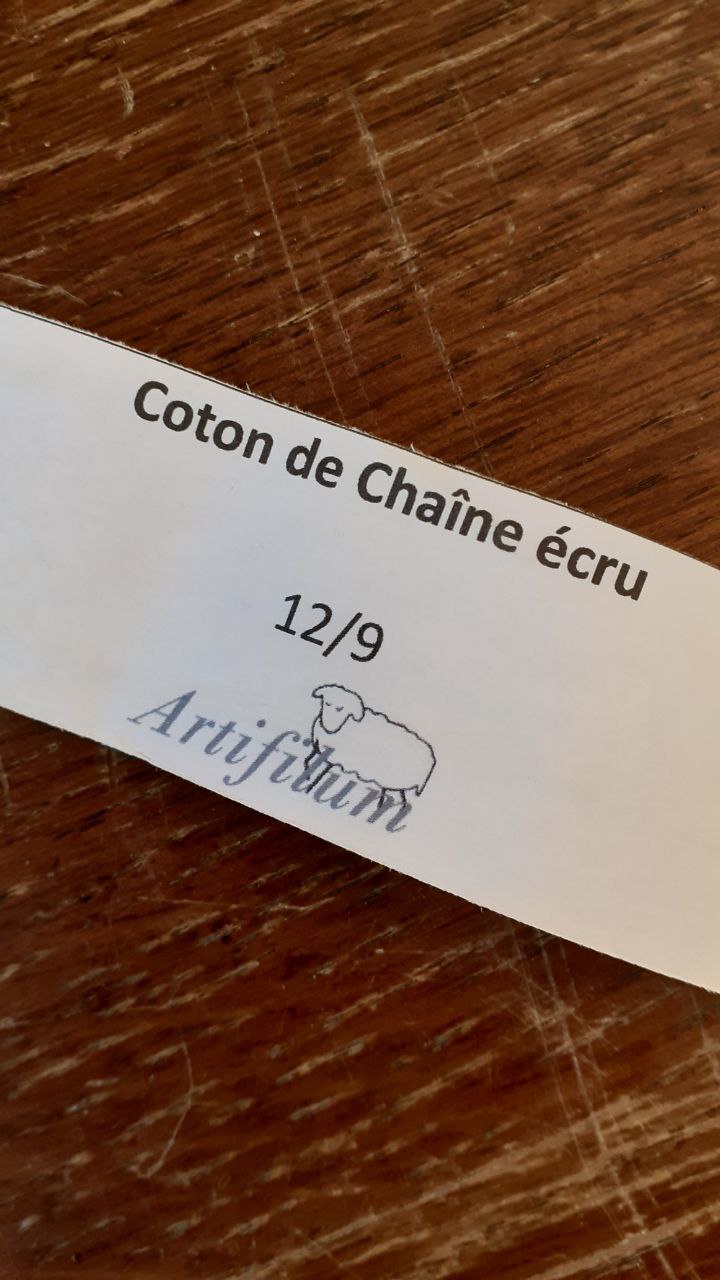 Coton de Chaîne écru
12/9
Artifilum